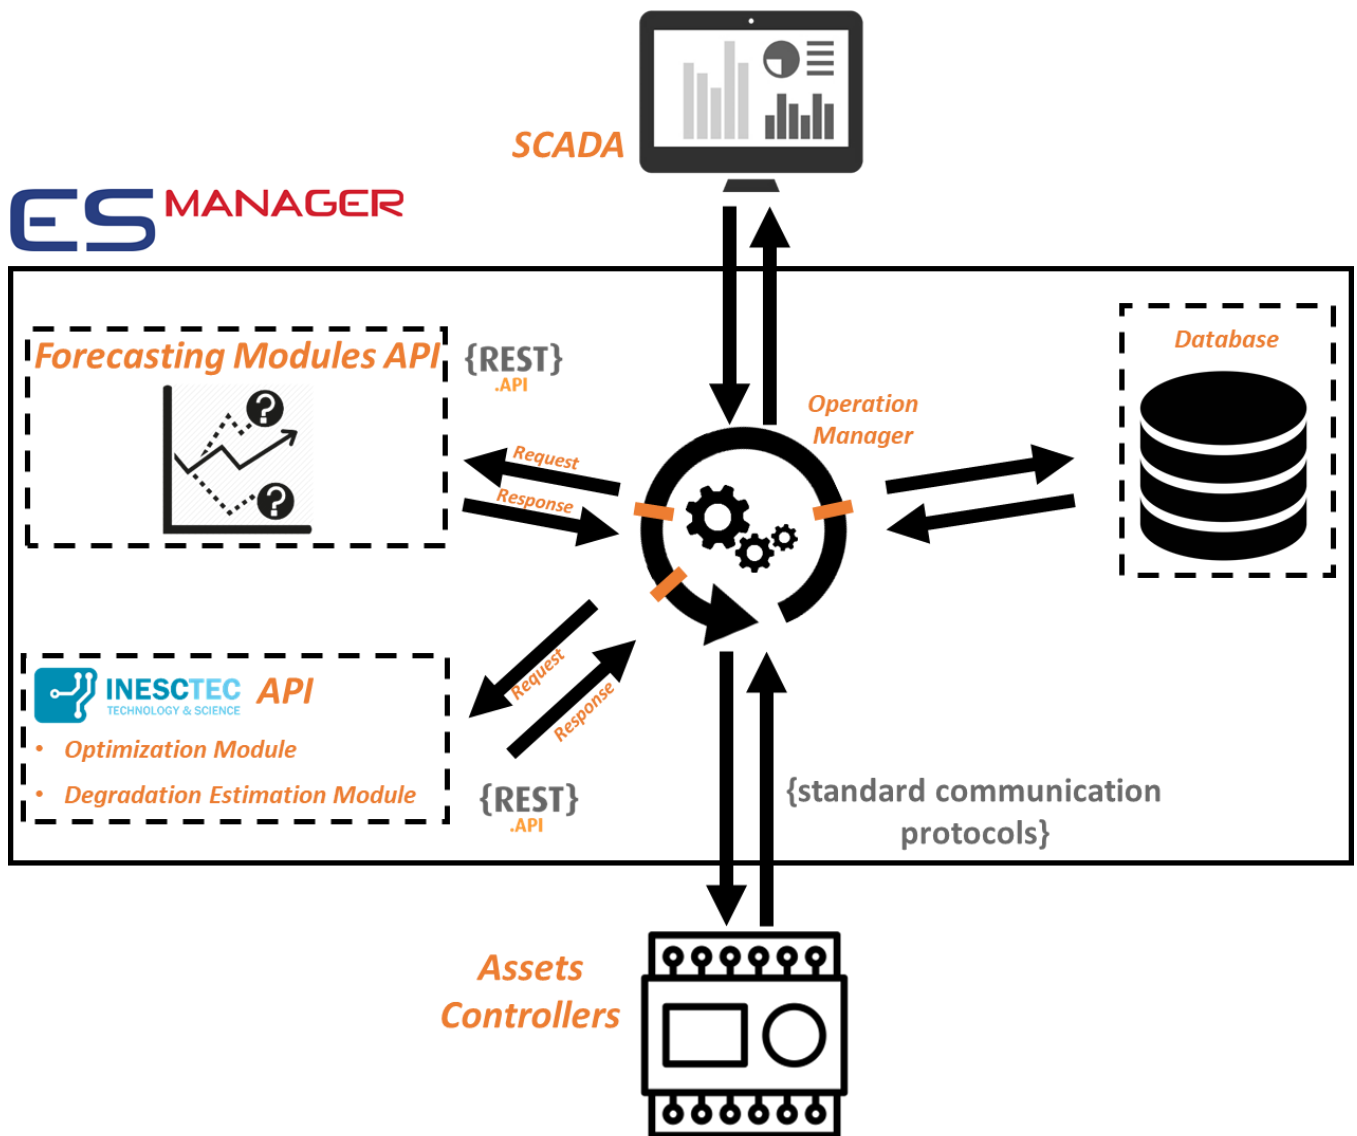 SCADA
ES MANAGER
Forecasting Modules API
{REST}
.API
?
?
Request
Response
Operation
Manager
Database
INESCTEC
TECHNOLOGY & SCIENCE
API
• Optimization Module
• Degradation Estimation Module
Request
Response
{REST}
.API
{standard communication
protocols}
Assets
Controllers